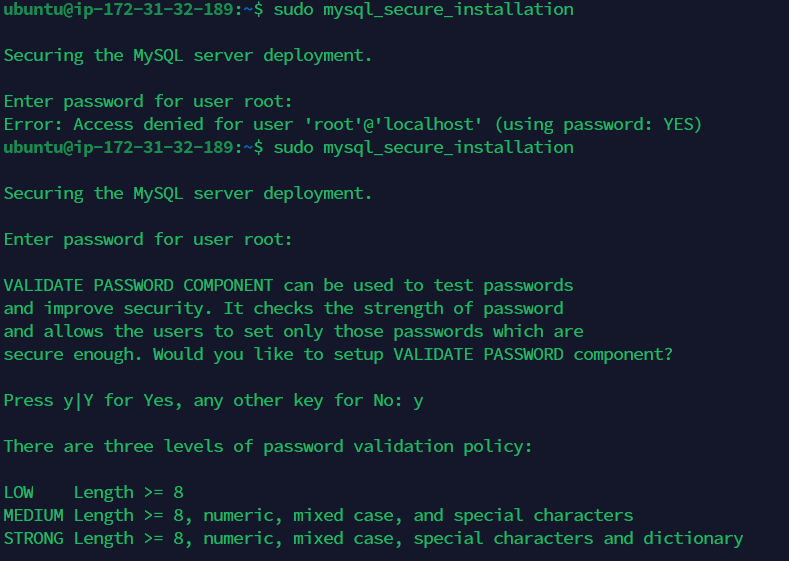 ubuntu@ip-172-31-32-189:~$ sudo mysql_secure_installation
Securing the MySQL server deployment.
Enter password for user root:
Error: Access denied for user 'root'@'localhost' (using password: YES)
ubuntu@ip-172-31-32-189:~$ sudo mysql_secure_installation
Securing the MySQL server deployment.
Enter password for user root:
VALIDATE PASSWORD COMPONENT can be used to test passwords
and improve security. It checks the strength of password
and allows the users to set only those passwords which are
secure enough. Would you like to setup VALIDATE PASSWORD component?
Press y|Y for Yes, any other key for No: y
There are three levels of password validation policy:
LOW    Length >= 8
MEDIUM Length >= 8, numeric, mixed case, and special characters
STRONG Length >= 8, numeric, mixed case, special characters and dictionary